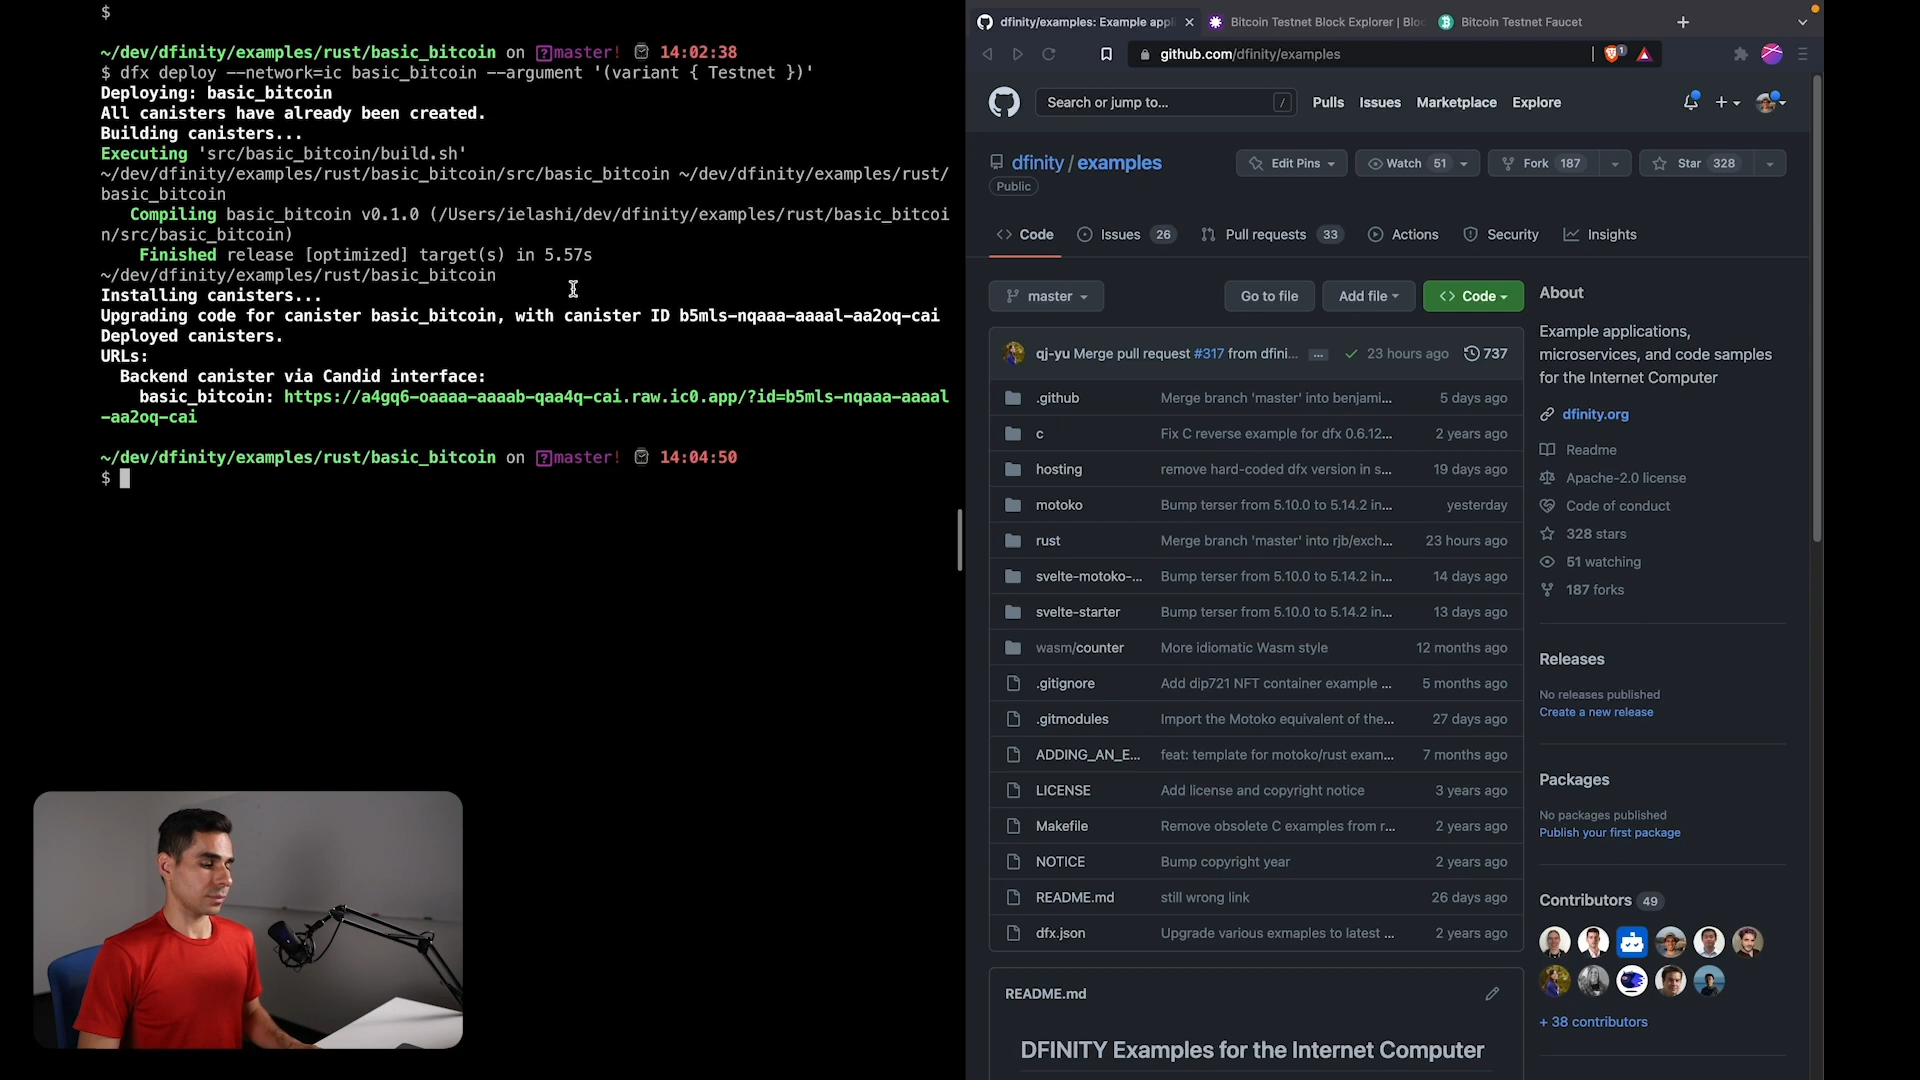 $
~/dev/dfinity/examples/rust/basic_bitcoin on master! 14:02:38
$ dfx deploy --network=ic basic_bitcoin --argument '(variant { Testnet })'
Deploying: basic_bitcoin
All canisters have already been created.
Building canisters...
Executing 'src/basic_bitcoin/build.sh'
~/dev/dfinity/examples/rust/basic_bitcoin/src/basic_bitcoin ~/dev/dfinity/examples/rust/
basic_bitcoin
Compiling basic_bitcoin v0.1.0 (/Users/ielashi/dev/dfinity/examples/rust/basic_bitcoi
n/src/basic_bitcoin)
Finished release [optimized] target(s) in 5.57s
~/dev/dfinity/examples/rust/basic_bitcoin
Installing canisters...
Upgrading code for canister basic_bitcoin, with canister ID b5mls-nqaaa-aaaal-aa2oq-cai
Deployed canisters.
URLs:
Backend canister via Candid interface:
basic_bitcoin: https://a4gq6-oaaaa-aaaab-qaa4q-cai.raw.ic0.app/?id=b5mls-nqaaa-aaaal
-aa2oq-cai
~/dev/dfinity/examples/rust/basic_bitcoin on master! 14:04:50
$
dfinity/examples: Example appl
Bitcoin Testnet Block Explorer | Bloc
Bitcoin Testnet Faucet
github.com/dfinity/examples
1
Search or jump to... /
Pulls Issues Marketplace Explore
dfinity / examples
Public
Edit Pins
Watch 51
Fork 187
Star 328
Code
Issues 26
Pull requests 33
Actions
Security
Insights
master
Go to file
Add file
Code
qj-yu Merge pull request #317 from dfini... ... 23 hours ago 737
.github Merge branch 'master' into benjami... 5 days ago
c Fix C reverse example for dfx 0.6.12... 2 years ago
hosting remove hard-coded dfx version in s... 19 days ago
motoko Bump terser from 5.10.0 to 5.14.2 in... yesterday
rust Merge branch 'master' into rjb/exch... 23 hours ago
svelte-motoko-... Bump terser from 5.10.0 to 5.14.2 in... 14 days ago
svelte-starter Bump terser from 5.10.0 to 5.14.2 in... 13 days ago
wasm/counter More idiomatic Wasm style 12 months ago
.gitignore Add dip721 NFT container example ... 5 months ago
.gitmodules Import the Motoko equivalent of the... 27 days ago
ADDING_AN_E... feat: template for motoko/rust exam... 7 months ago
LICENSE Add license and copyright notice 3 years ago
Makefile Remove obsolete C examples from r... 2 years ago
NOTICE Bump copyright year 2 years ago
README.md still wrong link 26 days ago
dfx.json Upgrade various exmaples to latest ... 2 years ago
README.md
DFINITY Examples for the Internet Computer
About
Example applications,
microservices, and code samples
for the Internet Computer
dfinity.org
Readme
Apache-2.0 license
Code of conduct
328 stars
51 watching
187 forks
Releases
No releases published
Create a new release
Packages
No packages published
Publish your first package
Contributors 49
+ 38 contributors